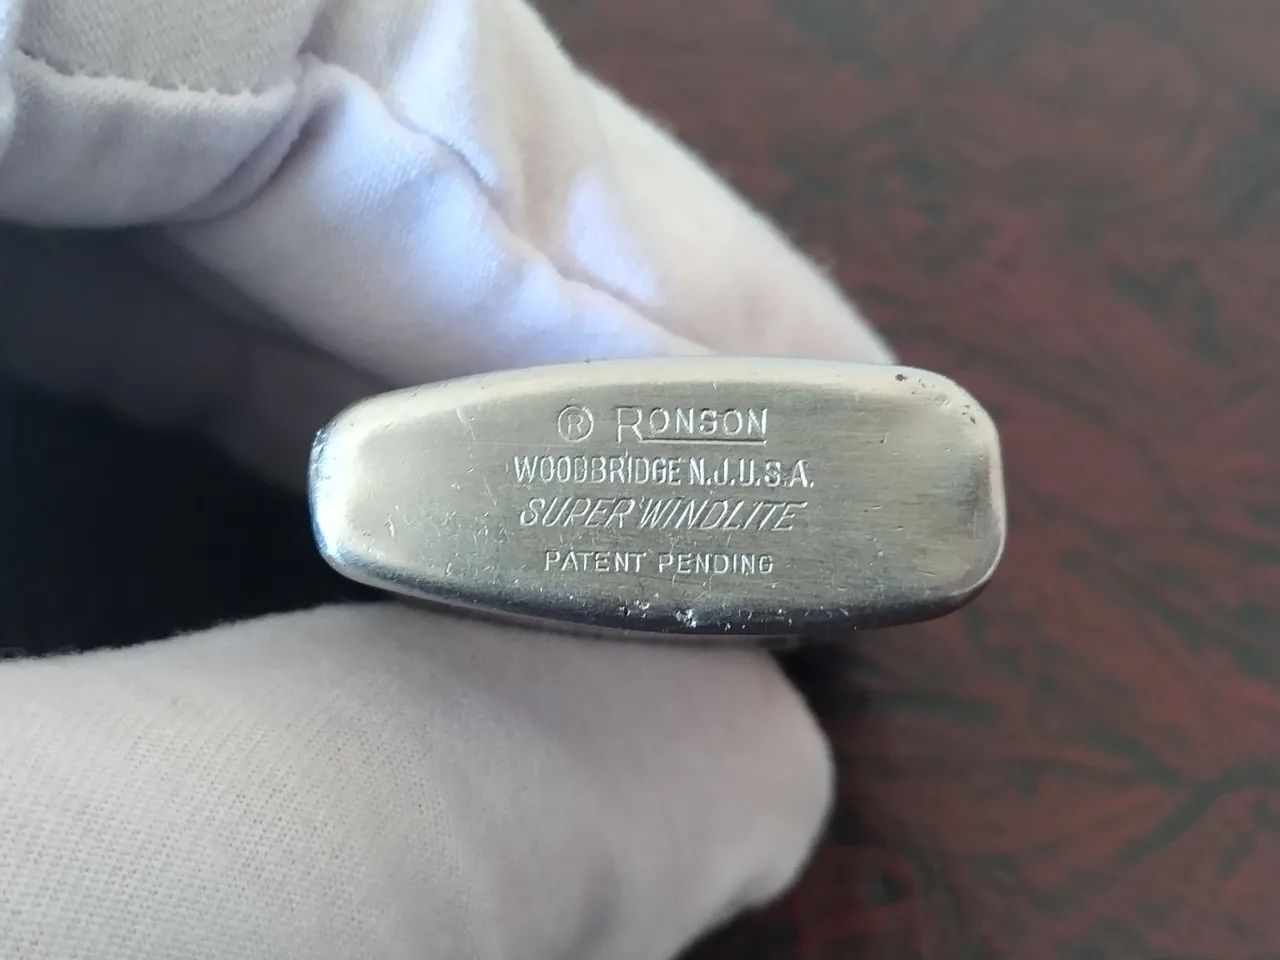 ® RONSON
WOODBRIDGE N.J.U.S.A.
SUPER WINDLITE
PATENT PENDING